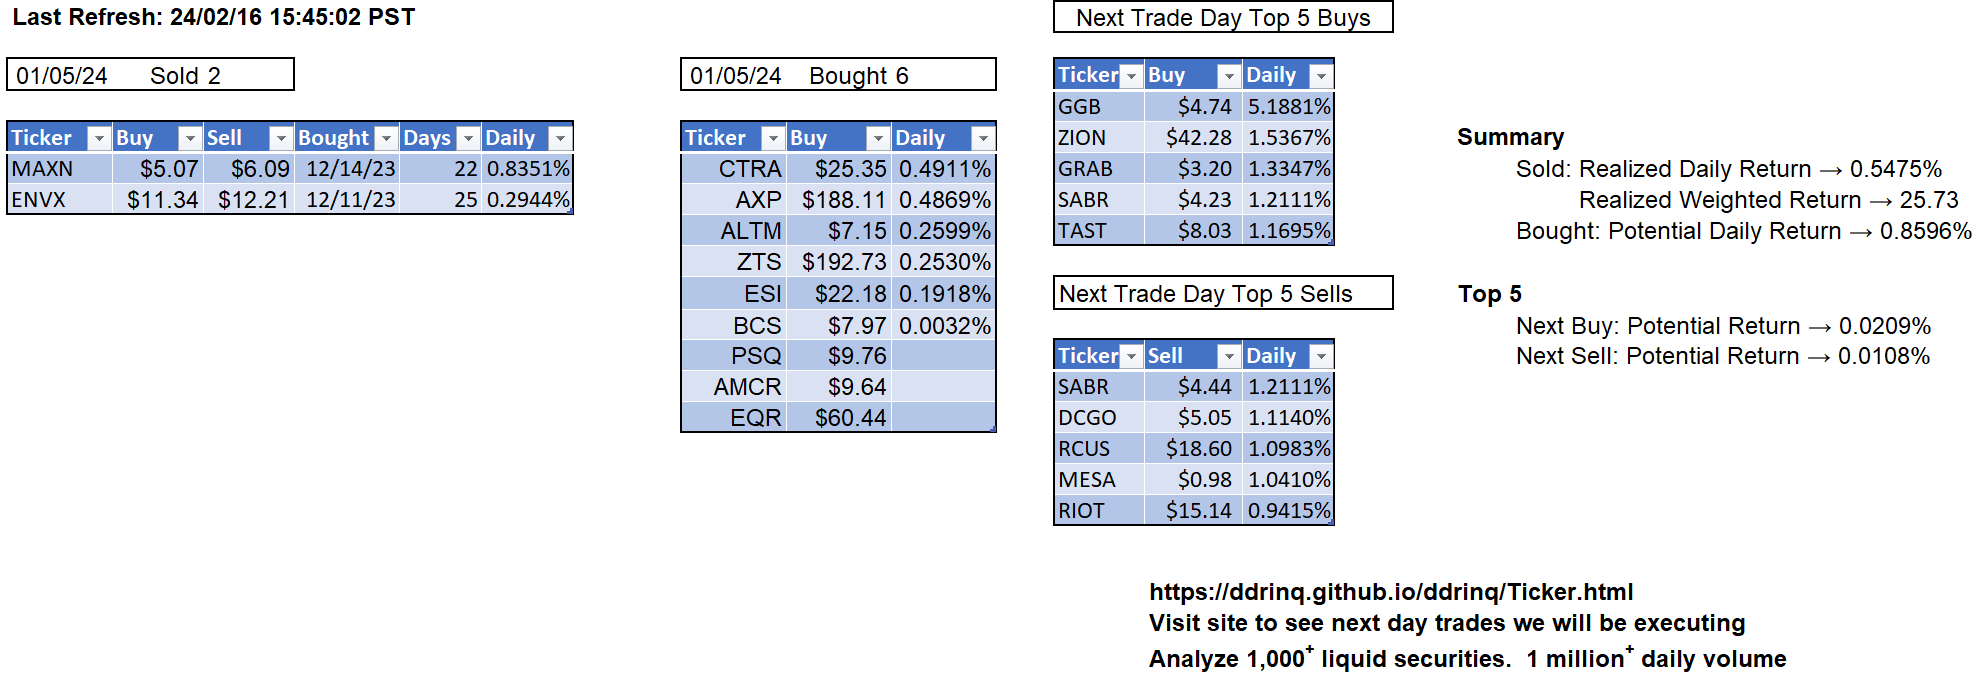 Last Refresh: 24/02/16 15:45:02 PST
01/05/24 Sold 2
Ticker Buy Sell Bought Days Daily
MAXN $5.07 $6.09 12/14/23 22 0.8351%
ENVX $11.34 $12.21 12/11/23 25 0.2944%
01/05/24 Bought 6
Ticker Buy Daily
CTRA $25.35 0.4911%
AXP $188.11 0.4869%
ALTM $7.15 0.2599%
ZTS $192.73 0.2530%
ESI $22.18 0.1918%
BCS $7.97 0.0032%
PSQ $9.76
AMCR $9.64
EQR $60.44
Next Trade Day Top 5 Buys
Ticker Buy Daily
GGB $4.74 5.1881%
ZION $42.28 1.5367%
GRAB $3.20 1.3347%
SABR $4.23 1.2111%
TAST $8.03 1.1695%
Next Trade Day Top 5 Sells
Ticker Sell Daily
SABR $4.44 1.2111%
DCGO $5.05 1.1140%
RCUS $18.60 1.0983%
MESA $0.98 1.0410%
RIOT $15.14 0.9415%
Summary
Sold: Realized Daily Return → 0.5475%
Realized Weighted Return → 25.73
Bought: Potential Daily Return → 0.8596%
Top 5
Next Buy: Potential Return → 0.0209%
Next Sell: Potential Return → 0.0108%
https://ddrinq.github.io/ddrinq/Ticker.html
Visit site to see next day trades we will be executing
Analyze 1,000+ liquid securities. 1 million+ daily volume